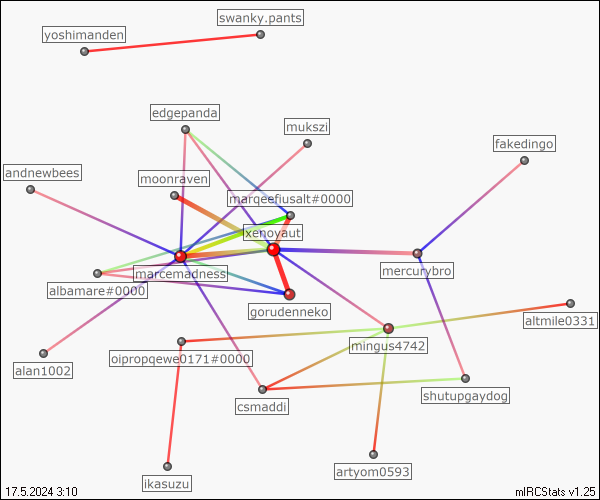 swanky.pants
yoshimanden
edgepanda
mukszi
fakedingo
andnewbees
moonraven
marqeefiusalt#0000
xenoyaut
marcemadness
mercurybro
albamare#0000
gorudenneko
altmile0331
mingus4742
oipropqewe0171#0000
alan1002
shutupgaydog
csmaddi
artyom0593
ikasuzu
17.5.2024 3:10
mIRCStats v1.25